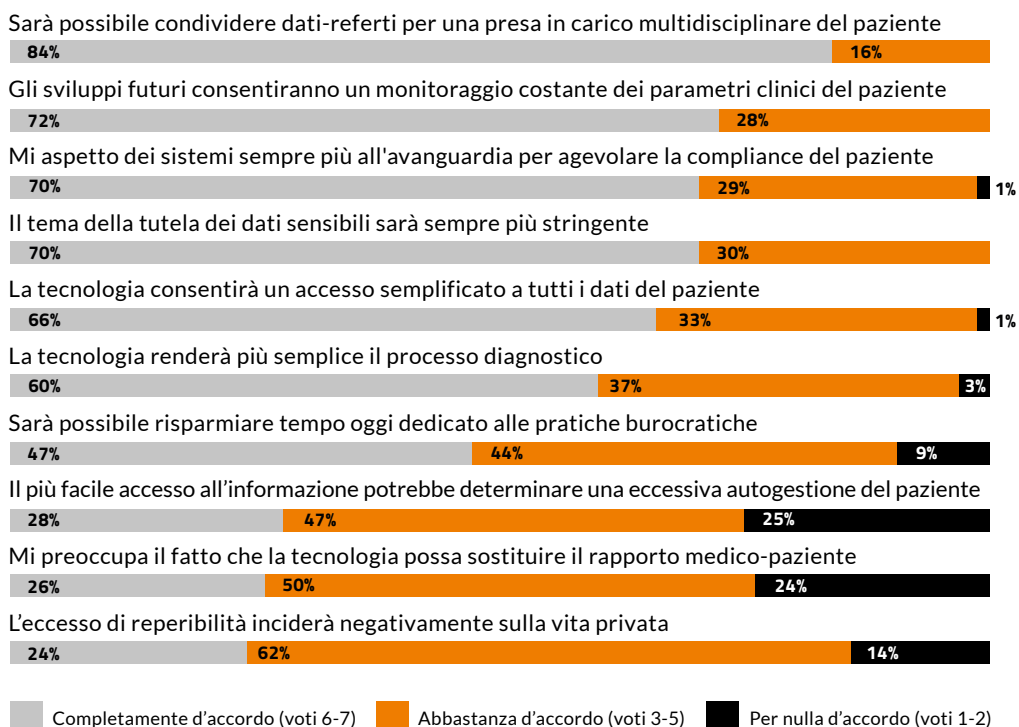 Sarà possibile condividere dati-referti per una presa in carico multidisciplinare del paziente
84% 16%
Gli sviluppi futuri consentiranno un monitoraggio costante dei parametri clinici del paziente
72% 28%
Mi aspetto dei sistemi sempre più all'avanguardia per agevolare la compliance del paziente
70% 29% 1%
Il tema della tutela dei dati sensibili sarà sempre più stringente
70% 30%
La tecnologia consentirà un accesso semplificato a tutti i dati del paziente
66% 33% 1%
La tecnologia renderà più semplice il processo diagnostico
60% 37% 3%
Sarà possibile risparmiare tempo oggi dedicato alle pratiche burocratiche
47% 44% 9%
Il più facile accesso all’informazione potrebbe determinare una eccessiva autogestione del paziente
28% 47% 25%
Mi preoccupa il fatto che la tecnologia possa sostituire il rapporto medico-paziente
26% 50% 24%
L’eccesso di reperibilità inciderà negativamente sulla vita privata
24% 62% 14%
Completamente d’accordo (voti 6-7) Abbastanza d’accordo (voti 3-5) Per nulla d’accordo (voti 1-2)